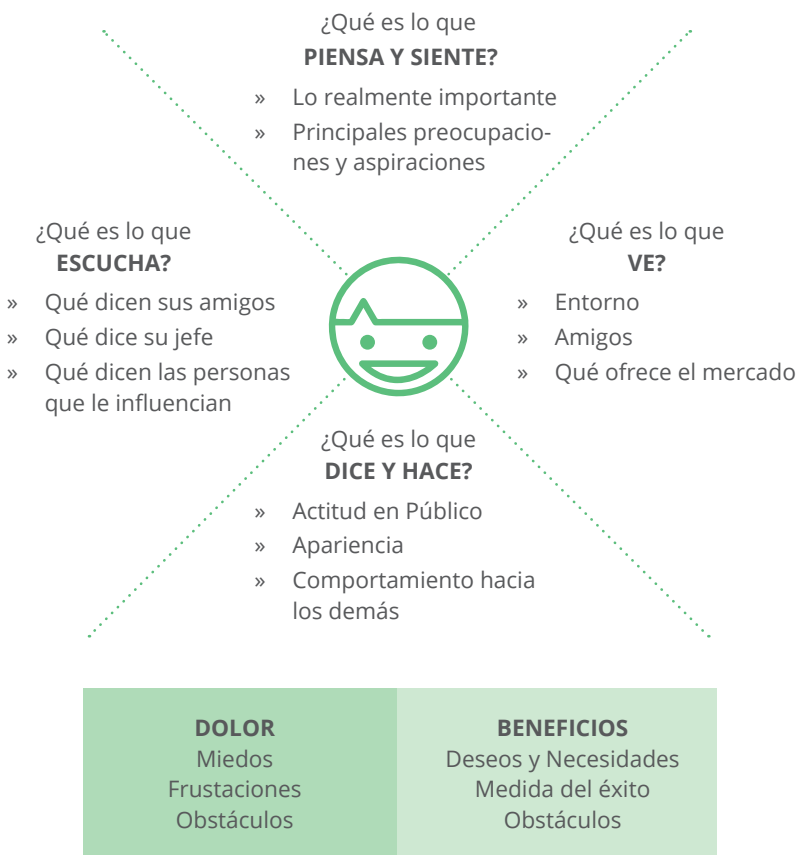 ¿Qué es lo que
PIENSA Y SIENTE?
» Lo realmente importante
» Principales preocupacio-
nes y aspiraciones
¿Qué es lo que
ESCUCHA?
» Qué dicen sus amigos
» Qué dice su jefe
» Qué dicen las personas
que le influencian
¿Qué es lo que
VE?
» Entorno
» Amigos
» Qué ofrece el mercado
¿Qué es lo que
DICE Y HACE?
» Actitud en Público
» Apariencia
» Comportamiento hacia
los demás
DOLOR
Miedos
Frustaciones
Obstáculos
BENEFICIOS
Deseos y Necesidades
Medida del éxito
Obstáculos